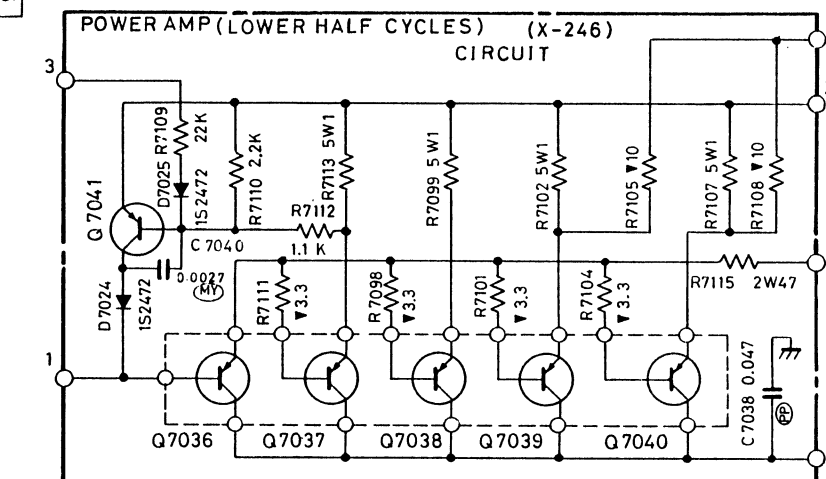 POWER AMP (LOWER HALF CYCLES) (X-246)
CIRCUIT
3
R7109 22K
D7025 1S2472
R7110 2.2K
R7113 5W1
R7099 5W1
R7102 5W1
R7105 ▼10
R7107 5W1
R7108 ▼10
Q7041
R7112
1.1 K
C7040
0.0027
MY
D7024 1S2472
R7111 ▼3.3
R7098 ▼3.3
R7101 ▼3.3
R7104 ▼3.3
R7115 2W47
1
C7038 0.047
PP
Q7036 Q7037 Q7038 Q7039 Q7040